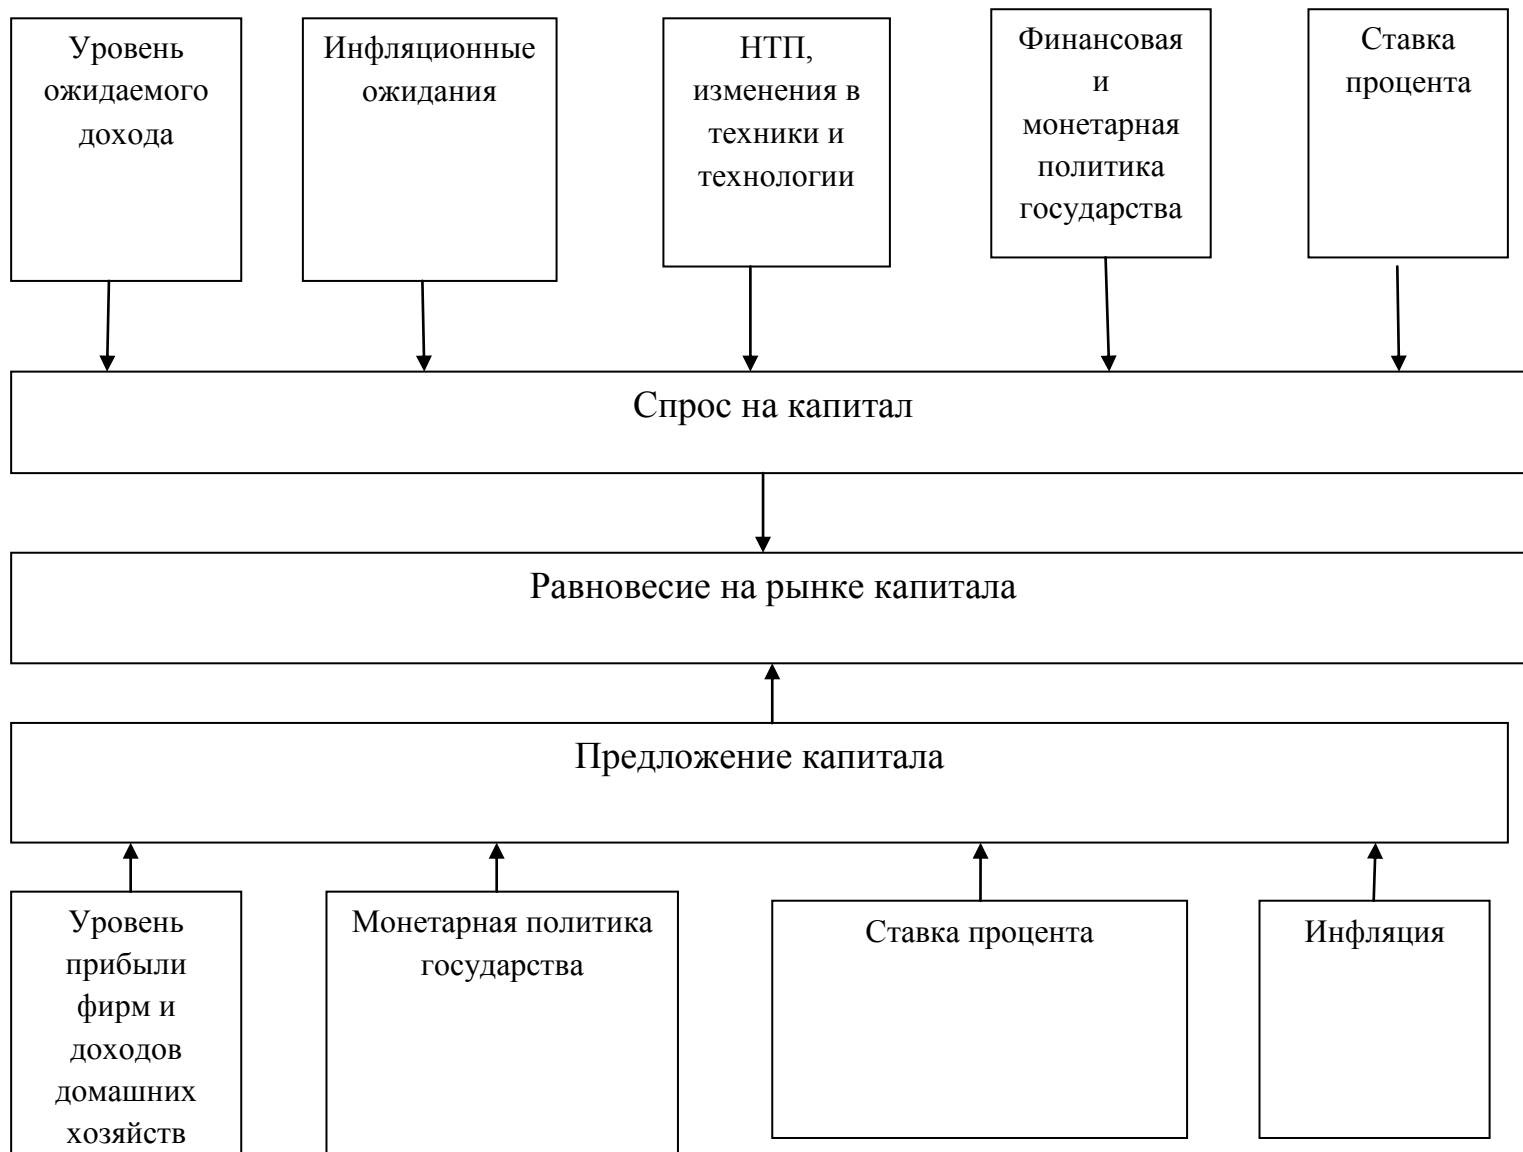 Уровень
ожидаемого
дохода
Инфляционные
ожидания
НТП,
изменения в
техники и
технологии
Финансовая
и
монетарная
политика
государства
Ставка
процента
Спрос на капитал
Равновесие на рынке капитала
Предложение капитала
Уровень
прибыли
фирм и
доходов
домашних
хозяйств
Монетарная политика
государства
Ставка процента
Инфляция